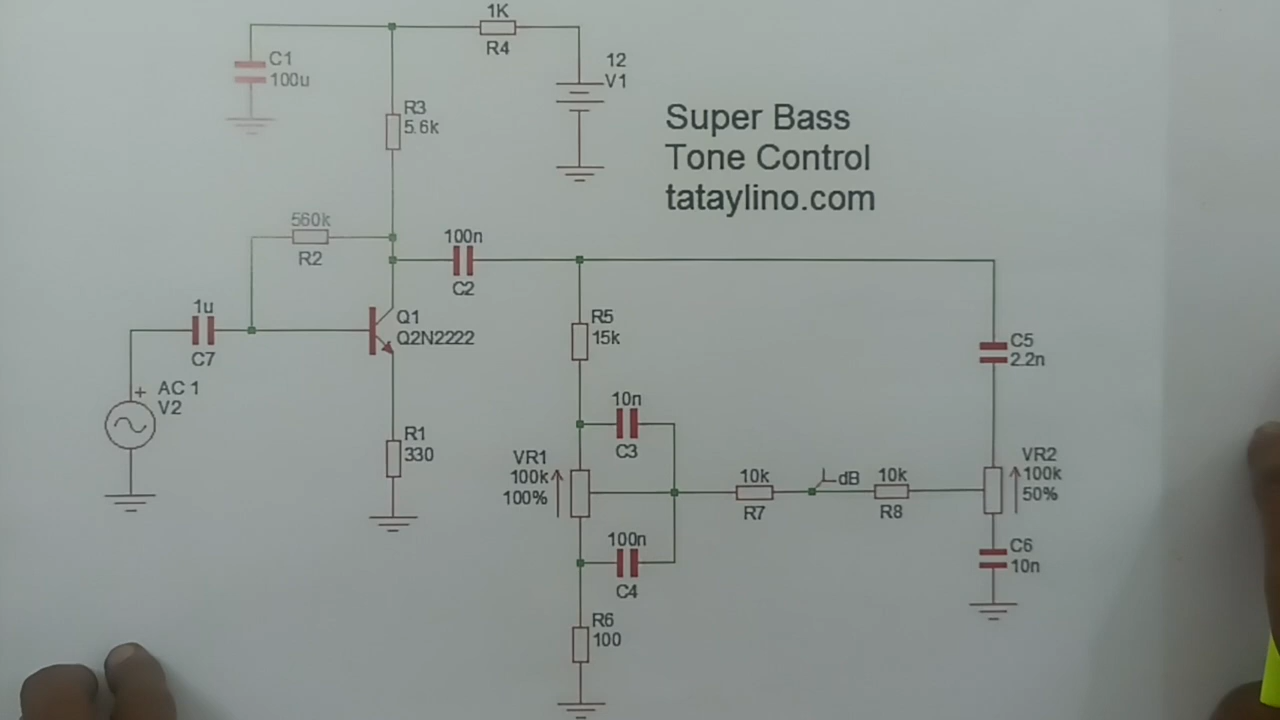 1K
R4
C1
100u
12
V1
R3
5.6k
Super Bass
Tone Control
tataylino.com
560k
R2
100n
C2
1u
C7
Q1
Q2N2222
R5
15k
C5
2.2n
AC 1
V2
+
R1
330
10n
C3
VR1
100k
100%
10k
R7
dB
10k
R8
VR2
100k
50%
100n
C4
C6
10n
R6
100